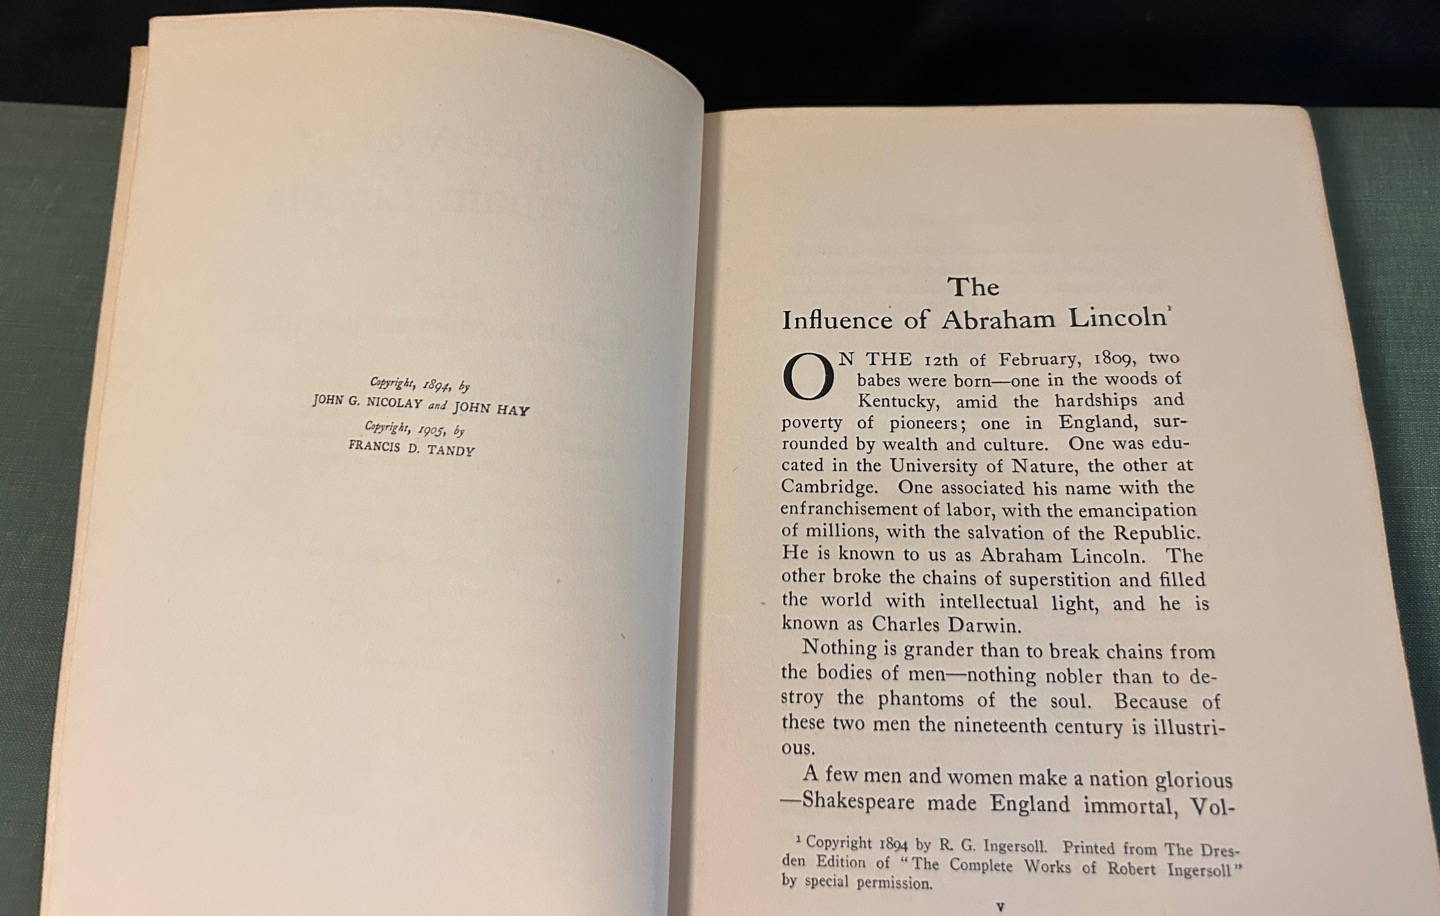 Copyright, 1894, by
JOHN G. NICOLAY and JOHN HAY
Copyright, 1905, by
FRANCIS D. TANDY
The
Influence of Abraham Lincoln¹
ON THE 12th of February, 1809, two
babes were born—one in the woods of
Kentucky, amid the hardships and
poverty of pioneers; one in England, sur-
rounded by wealth and culture. One was edu-
cated in the University of Nature, the other at
Cambridge. One associated his name with the
enfranchisement of labor, with the emancipation
of millions, with the salvation of the Republic.
He is known to us as Abraham Lincoln. The
other broke the chains of superstition and filled
the world with intellectual light, and he is
known as Charles Darwin.
Nothing is grander than to break chains from
the bodies of men—nothing nobler than to de-
stroy the phantoms of the soul. Because of
these two men the nineteenth century is illustri-
ous.
A few men and women make a nation glorious
—Shakespeare made England immortal, Vol-
¹ Copyright 1894 by R. G. Ingersoll. Printed from The Dres-
den Edition of “The Complete Works of Robert Ingersoll”
by special permission.
v